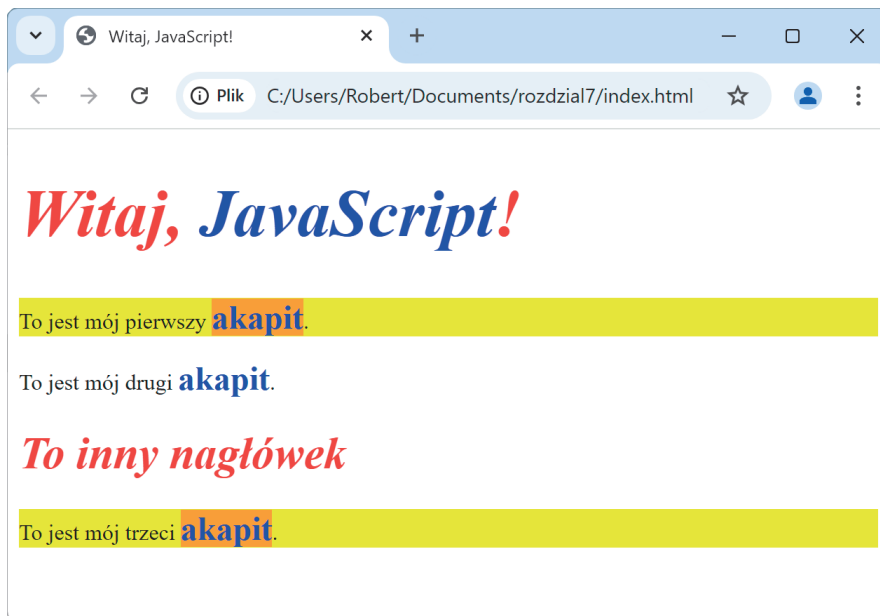 Witaj, JavaScript!
Plik C:/Users/Robert/Documents/rozdzial7/index.html
Witaj, JavaScript!
To jest mój pierwszy akapit.
To jest mój drugi akapit.
To inny nagłówek
To jest mój trzeci akapit.